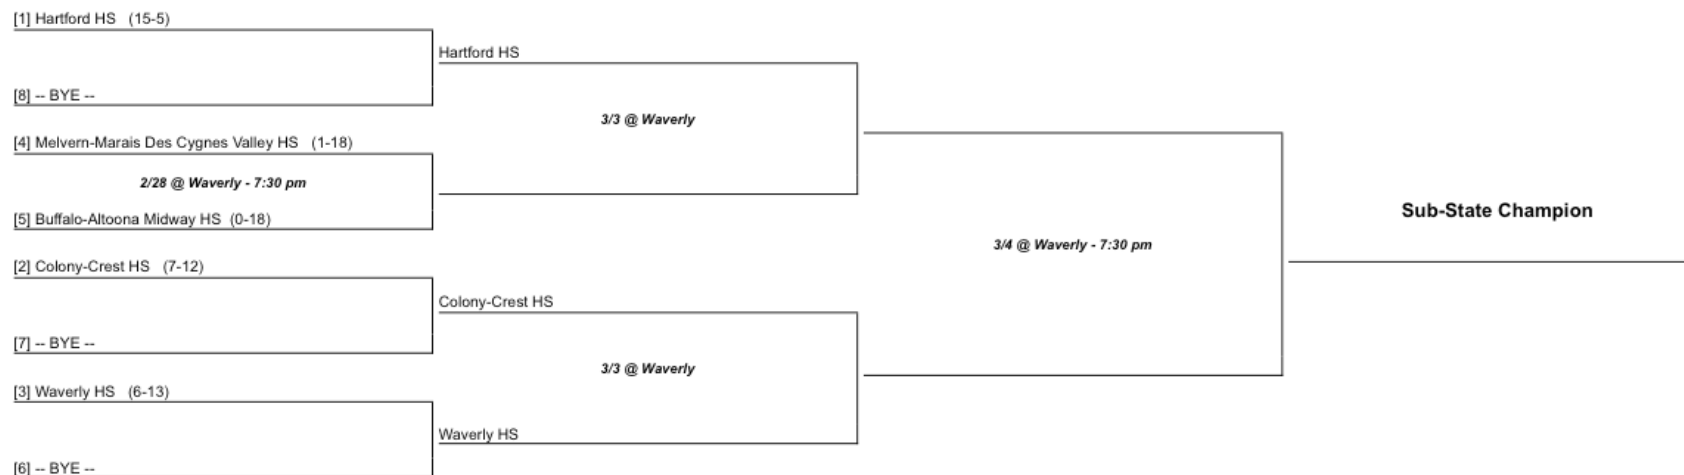 [1] Hartford HS (15-5)
Hartford HS
[8] -- BYE --
3/3 @ Waverly
[4] Melvern-Marais Des Cygnes Valley HS (1-18)
2/28 @ Waverly - 7:30 pm
[5] Buffalo-Altoona Midway HS (0-18)
Sub-State Champion
3/4 @ Waverly - 7:30 pm
[2] Colony-Crest HS (7-12)
Colony-Crest HS
[7] -- BYE --
3/3 @ Waverly
[3] Waverly HS (6-13)
Waverly HS
[6] -- BYE --